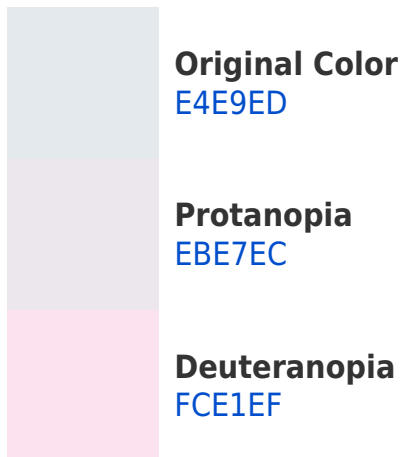 Original Color
E4E9ED
Protanopia
EBE7EC
Deuteranopia
FCE1EF